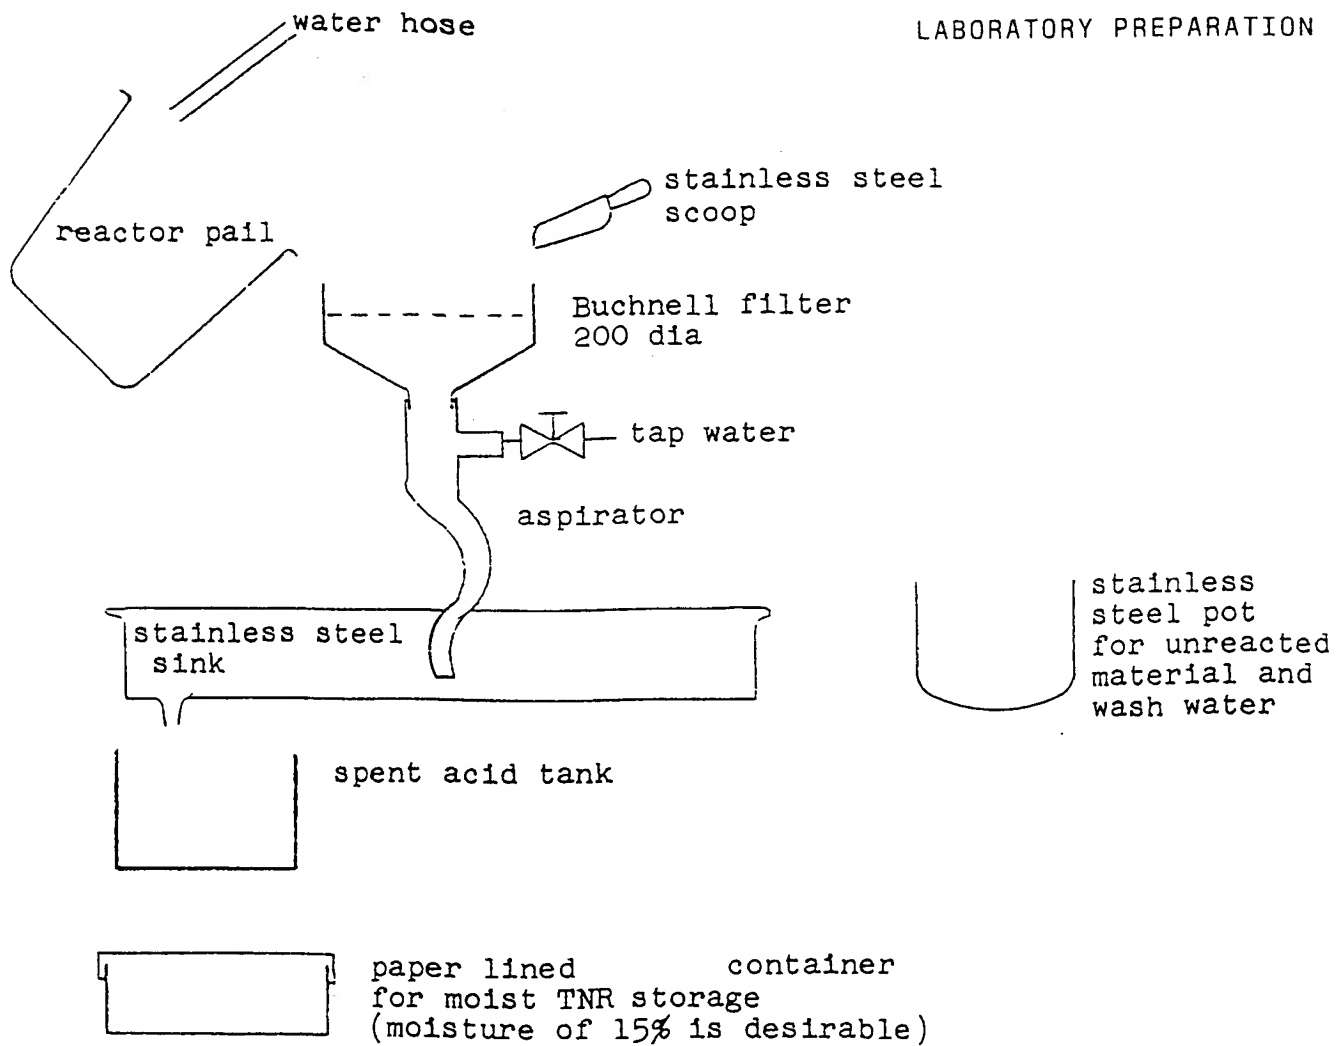 water hose
LABORATORY PREPARATION
stainless steel
scoop
reactor pail
Buchnell filter
200 dia
tap water
aspirator
stainless steel
sink
stainless
steel pot
for unreacted
material and
wash water
spent acid tank
paper lined container
for moist TNR storage
(moisture of 15% is desirable)